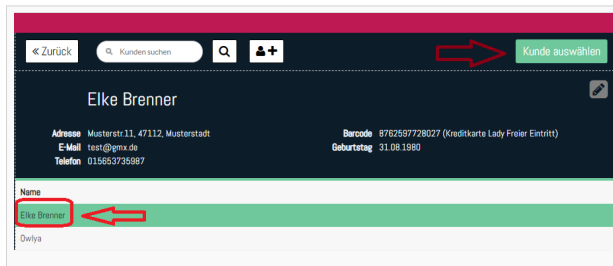 « Zurück
Kunden suchen
Kunde auswählen
Elke Brenner
Adresse Musterstr.11, 47112, Musterstadt
Barcode 8762597728027 (Kreditkarte Lady Freier Eintritt)
E-Mail test@gmx.de
Geburtstag 31.08.1980
Telefon 015653735987
Name
Elke Brenner
Owlya